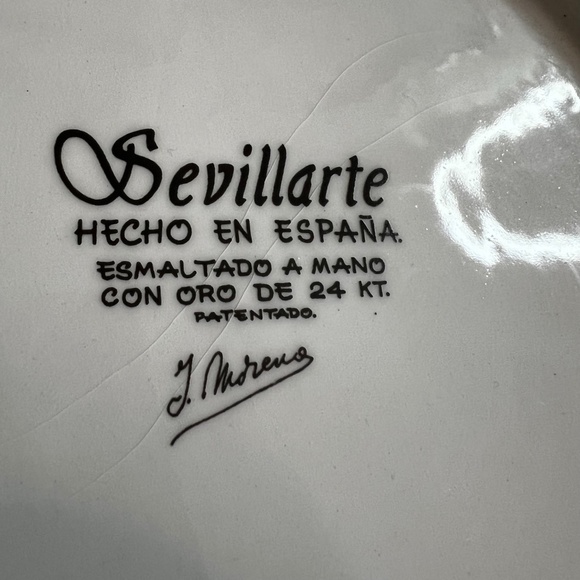 Sevillarte
HECHO EN ESPAÑA.
ESMALTADO A MANO
CON ORO DE 24 KT.
PATENTADO.
J. Moreno